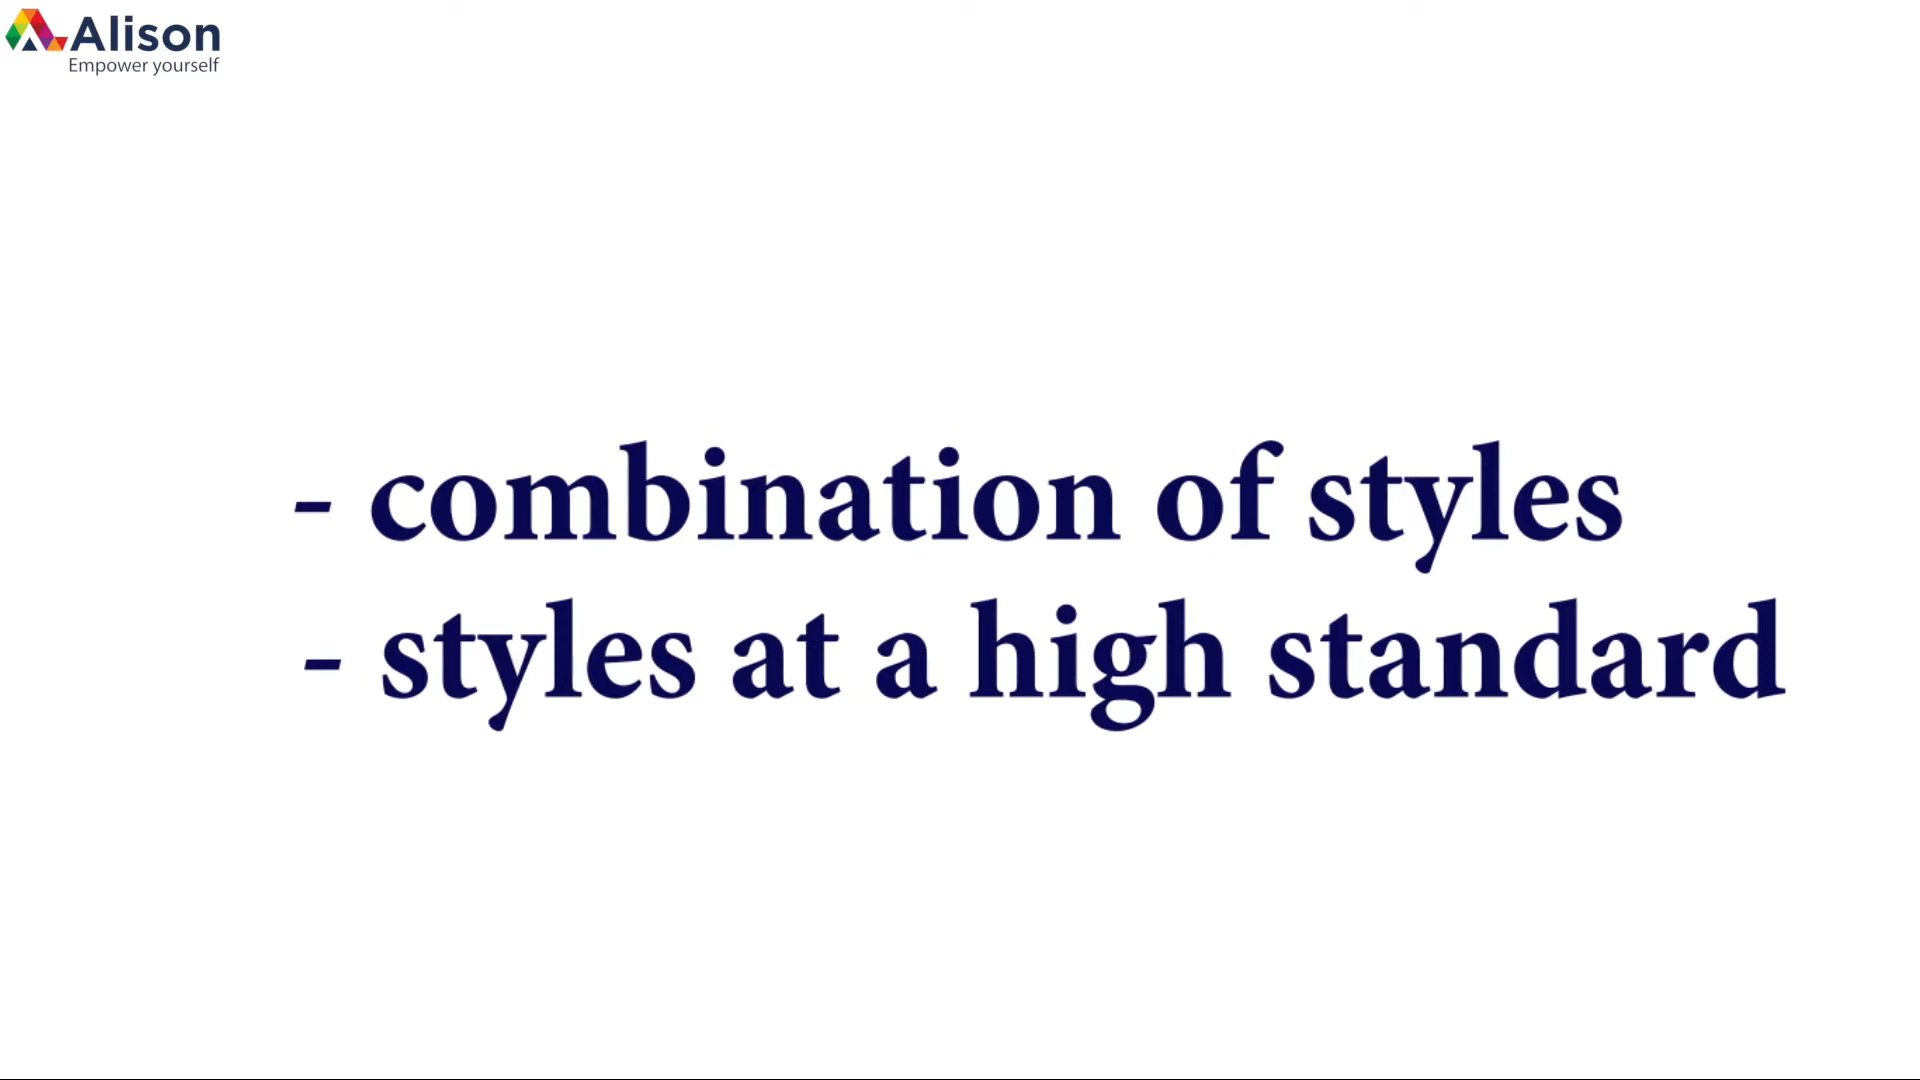 Alison
Empower yourself
- combination of styles
- styles at a high standard